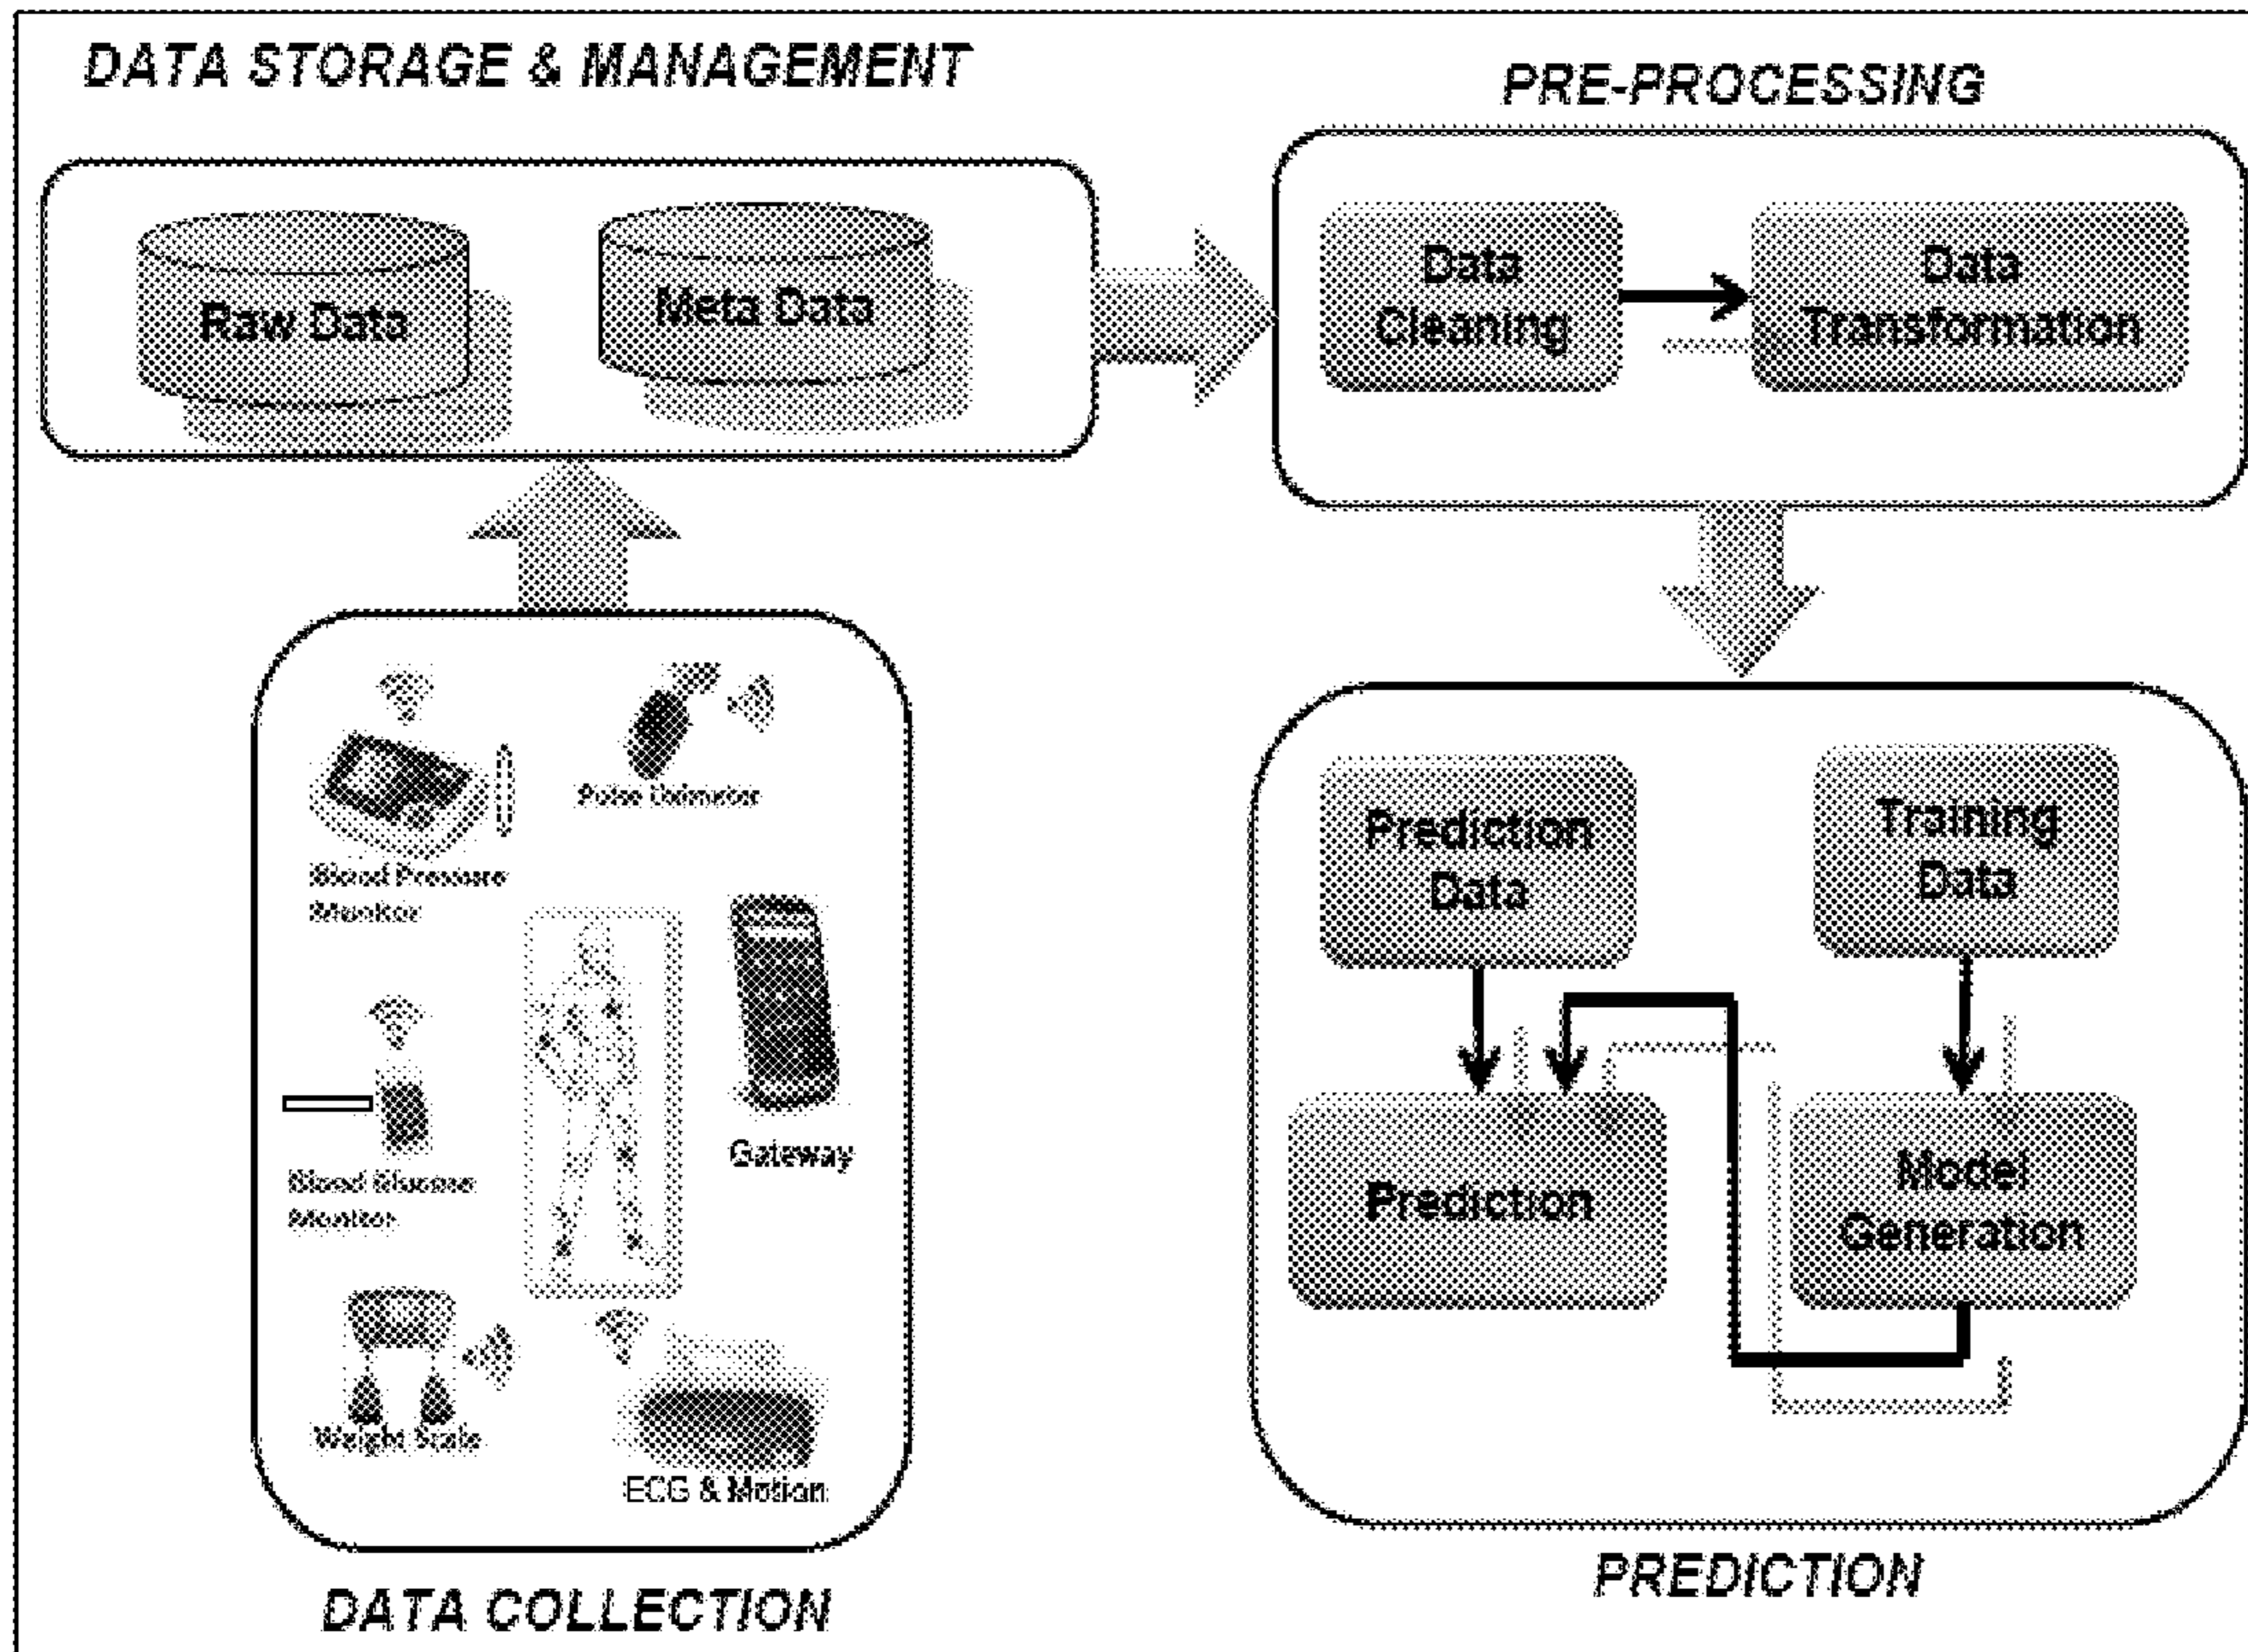 DATA STORAGE & MANAGEMENT
PRE-PROCESSING
Raw Data
Meta Data
Data
Cleaning
Data
Transformation
Pulse Oximeter
Blood Pressure
Monitor
Gateway
Blood Glucose
Monitor
Weight Scale
ECG & Motion
DATA COLLECTION
Prediction
Data
Training
Data
Prediction
Model
Generation
PREDICTION